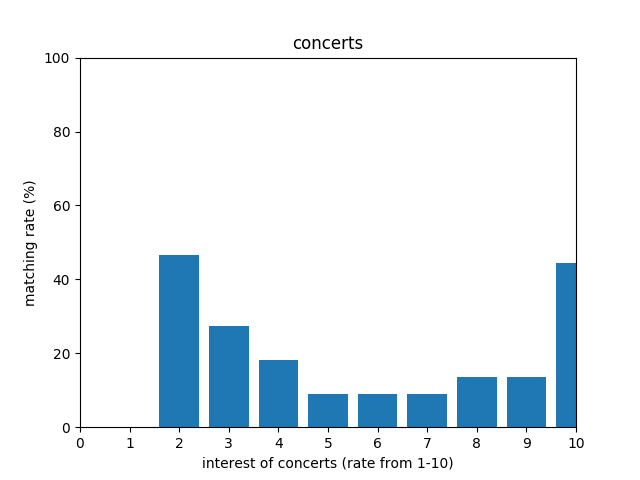 concerts
100
80
60
40
20
0
matching rate (%)
0 1 2 3 4 5 6 7 8 9 10
interest of concerts (rate from 1-10)